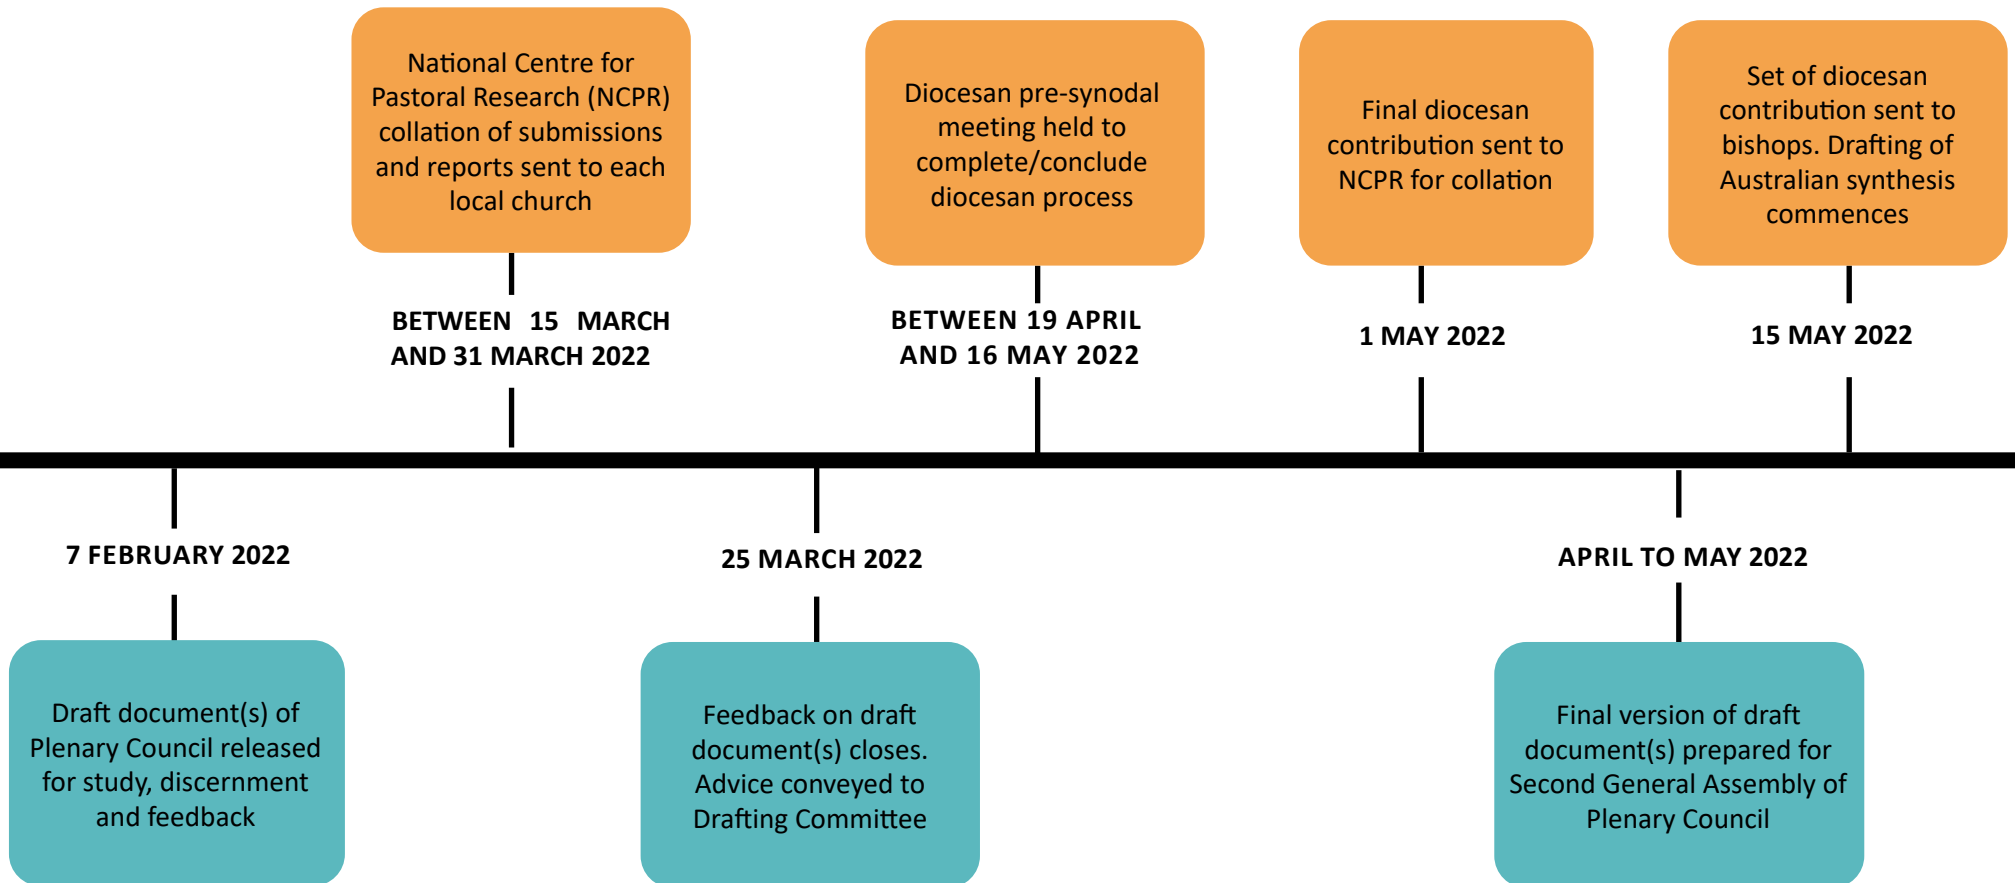 National Centre for
Pastoral Research (NCPR)
collation of submissions
and reports sent to each
local church
BETWEEN 15 MARCH
AND 31 MARCH 2022
Diocesan pre-synodal
meeting held to
complete/conclude
diocesan process
BETWEEN 19 APRIL
AND 16 MAY 2022
Final diocesan
contribution sent to
NCPR for collation
1 MAY 2022
Set of diocesan
contribution sent to
bishops. Drafting of
Australian synthesis
commences
15 MAY 2022
7 FEBRUARY 2022
Draft document(s) of
Plenary Council released
for study, discernment
and feedback
25 MARCH 2022
Feedback on draft
document(s) closes.
Advice conveyed to
Drafting Committee
APRIL TO MAY 2022
Final version of draft
document(s) prepared for
Second General Assembly of
Plenary Council